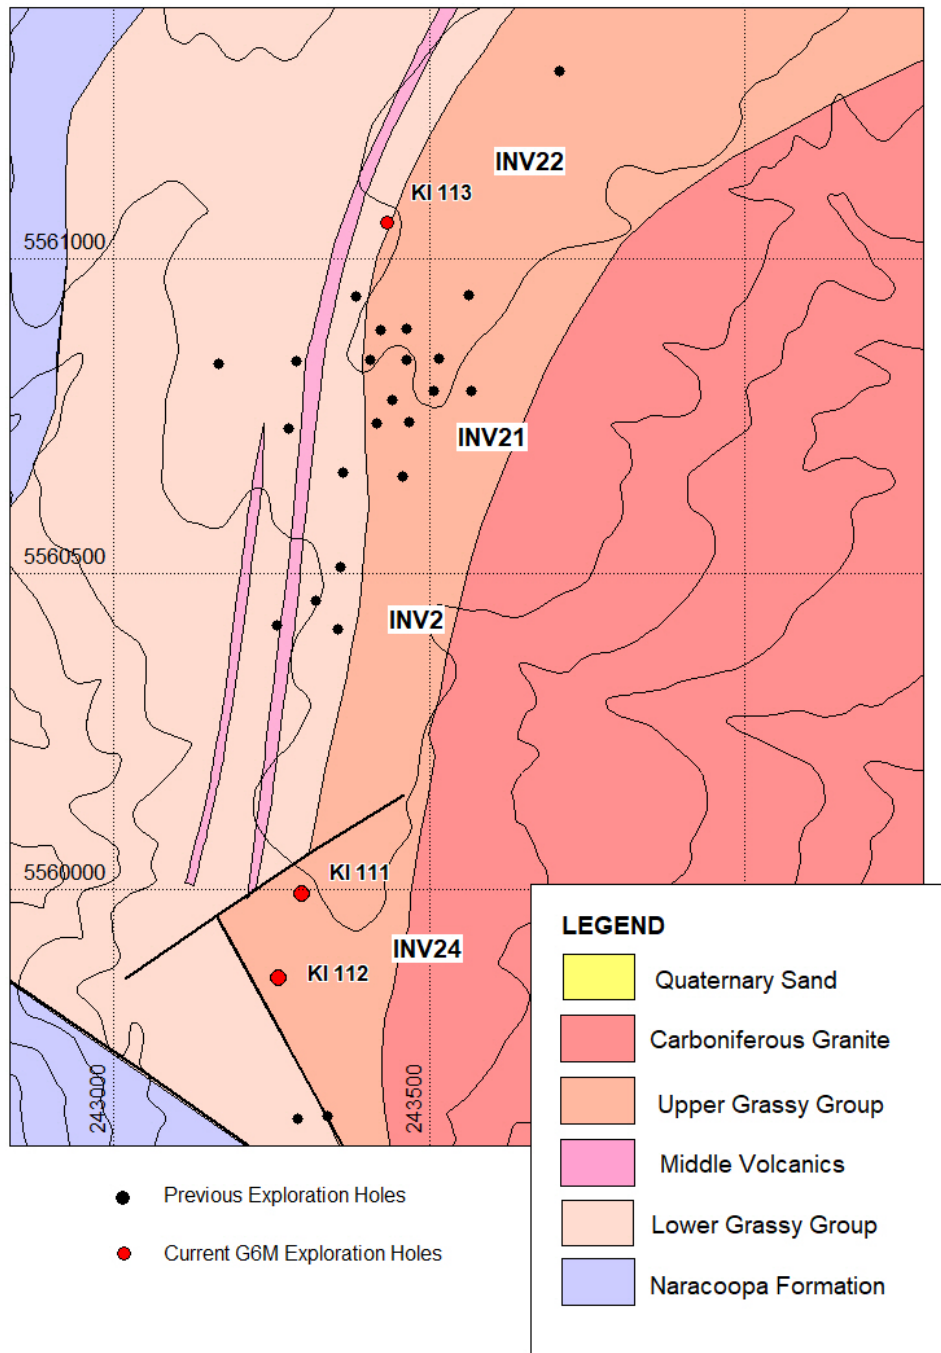 INV22
KI 113
5561000
INV21
5560500
INV2
5560000
KI 111
INV24
KI 112
243000
243500
LEGEND
Quaternary Sand
Carboniferous Granite
Upper Grassy Group
Middle Volcanics
Lower Grassy Group
Naracoopa Formation
Previous Exploration Holes
Current G6M Exploration Holes